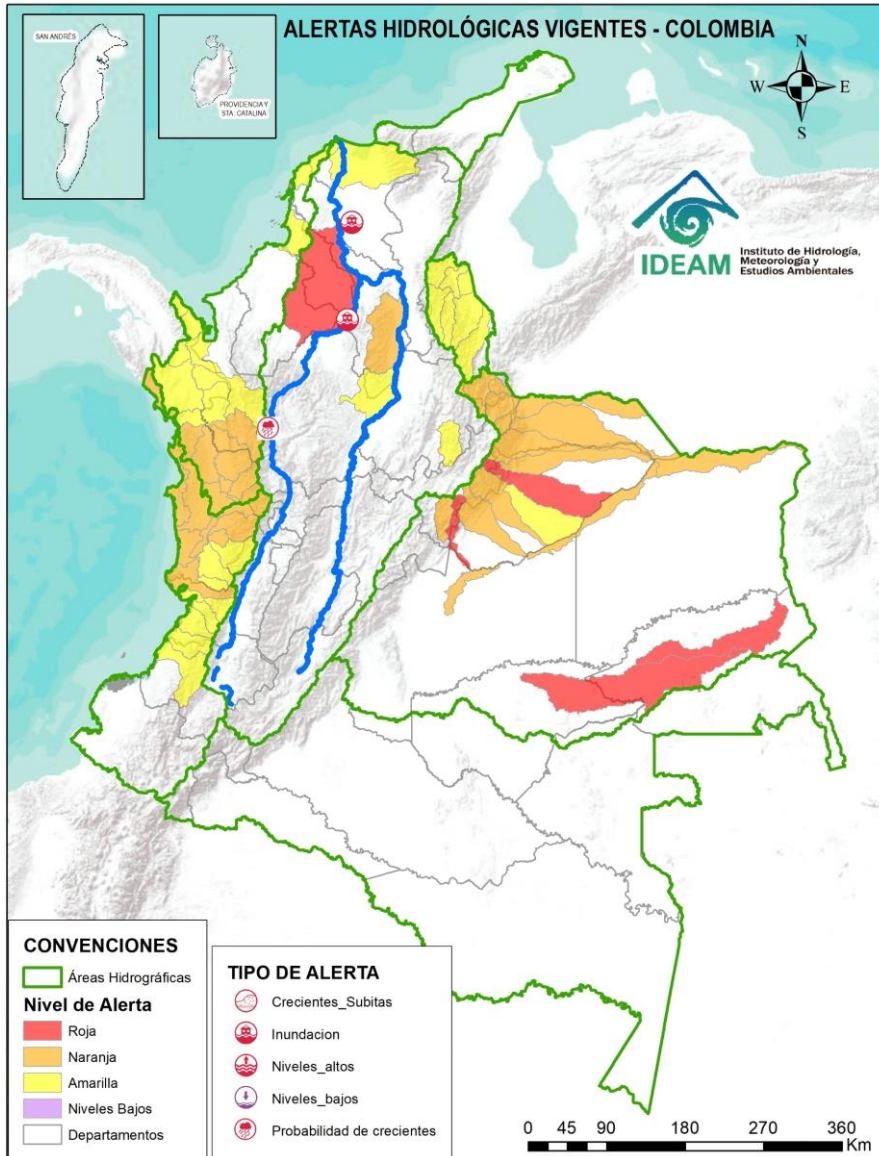 ALERTAS HIDROLÓGICAS VIGENTES - COLOMBIA
SAN ANDRÉS
PROVIDENCIA Y
STA. CATALINA
N
W
E
S
IDEAM
Instituto de Hidrología,
Meteorología y
Estudios Ambientales
CONVENCIONES
Áreas Hidrográficas
Nivel de Alerta
Roja
Naranja
Amarilla
Niveles Bajos
Departamentos
TIPO DE ALERTA
Crecientes_Subitas
Inundacion
Niveles_altos
Niveles_bajos
Probabilidad de crecientes
0 45 90 180 270 360
Km